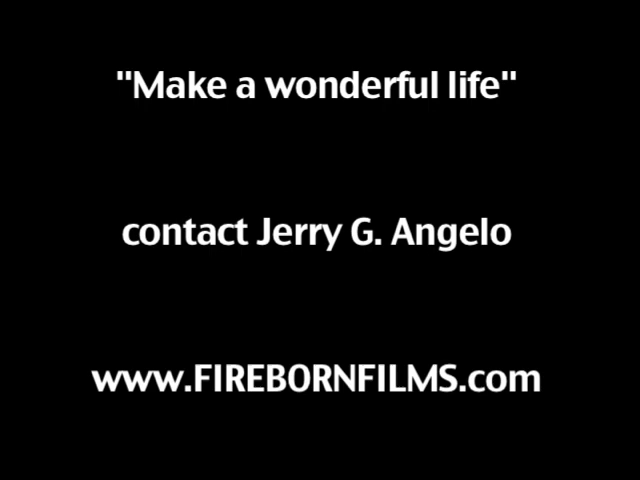 "Make a wonderful life"
contact Jerry G. Angelo
www.FIREBORNFILMS.com